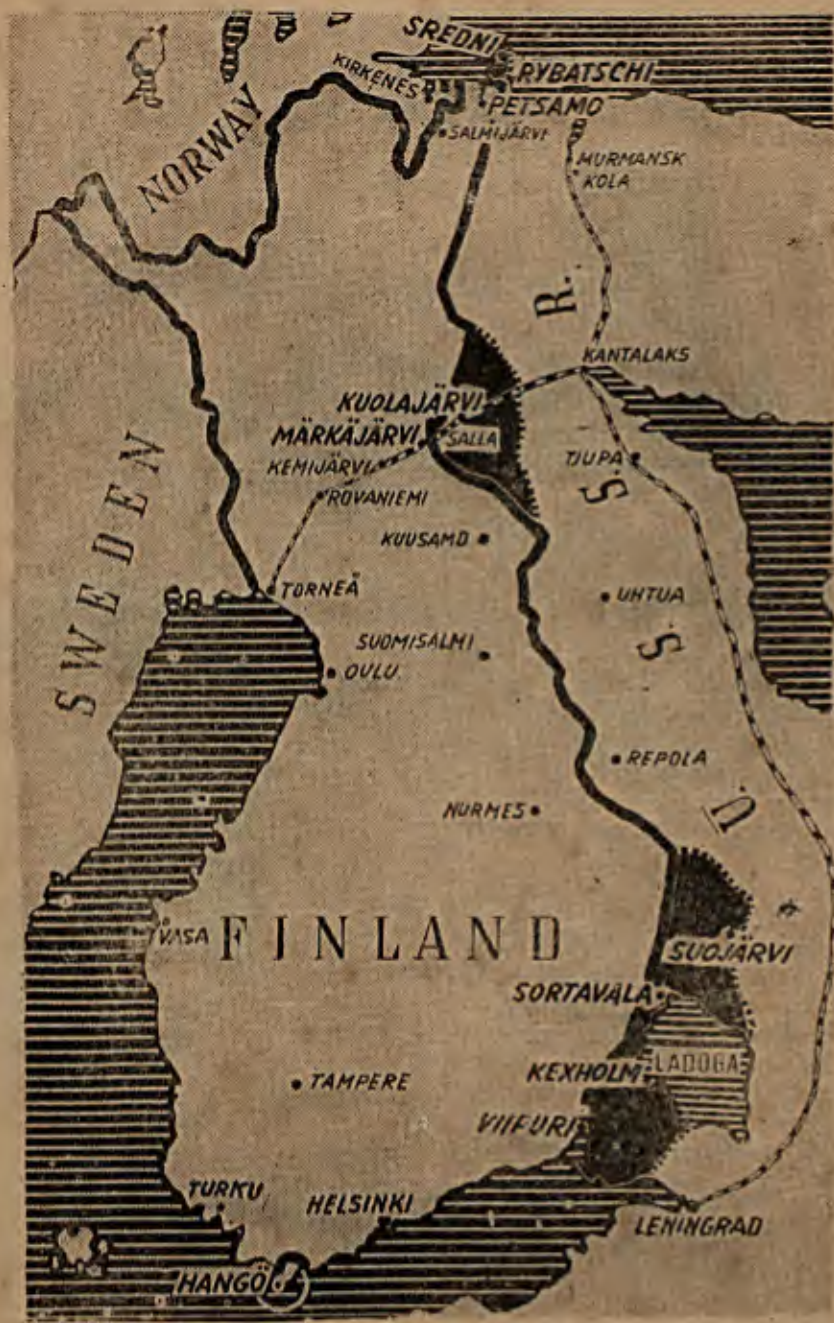 SREDNI
RYBATSCHI
KIRKENES
PETSAMO
SALMIJÄRVI
NORWAY
MURMANSK
KOLA
U. S. S. R.
KANTALAKS
KUOLAJÄRVI
MÄRKÄJÄRVI
SALLA
KEMIJÄRVI
TJUPA
ROVANIEMI
SWEDEN
KUUSAMO
TORNEÅ
UHTUA
SUOMISALMI
OULU
REPOLA
NURMES
VASA
FINLAND
SUOJÄRVI
SORTAVALA
KEXHOLM
LADOGA
TAMPERE
VIIPURI
TURKU
HELSINKI
LENINGRAD
HANGÖ